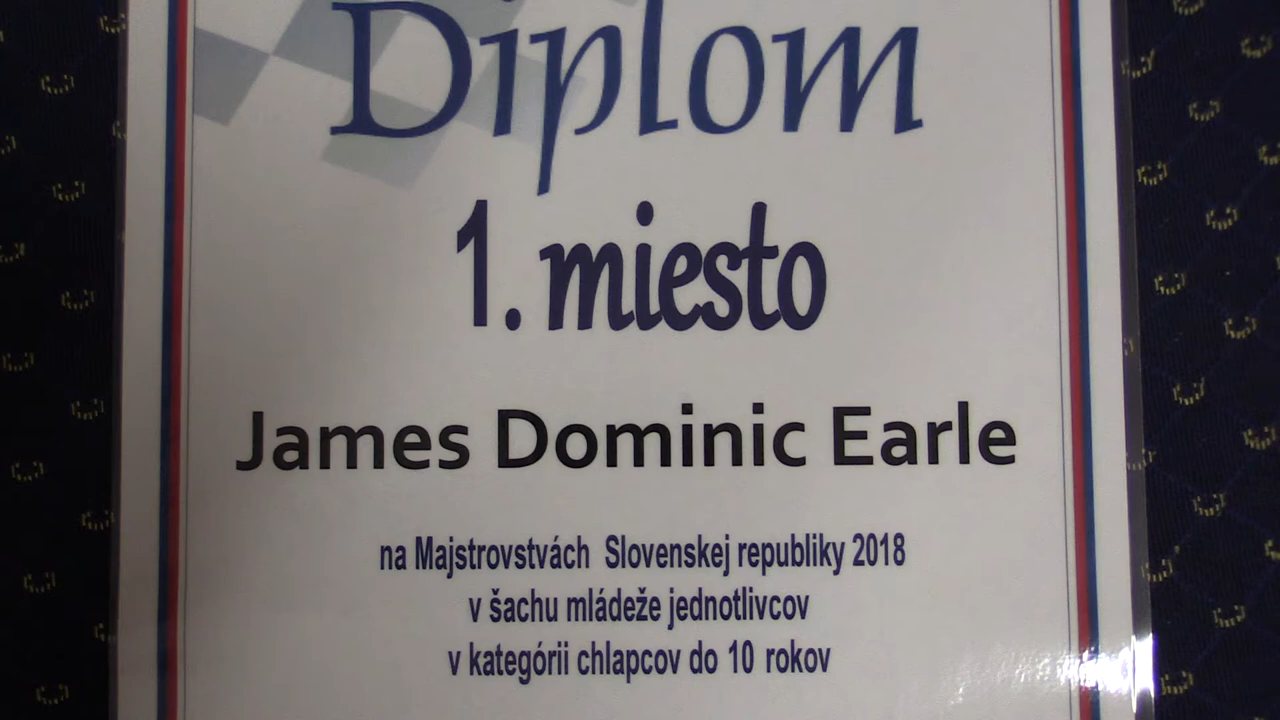 Diplom
1. miesto
James Dominic Earle
na Majstrovstvách Slovenskej republiky 2018
v šachu mládeže jednotlivcov
v kategórii chlapcov do 10 rokov